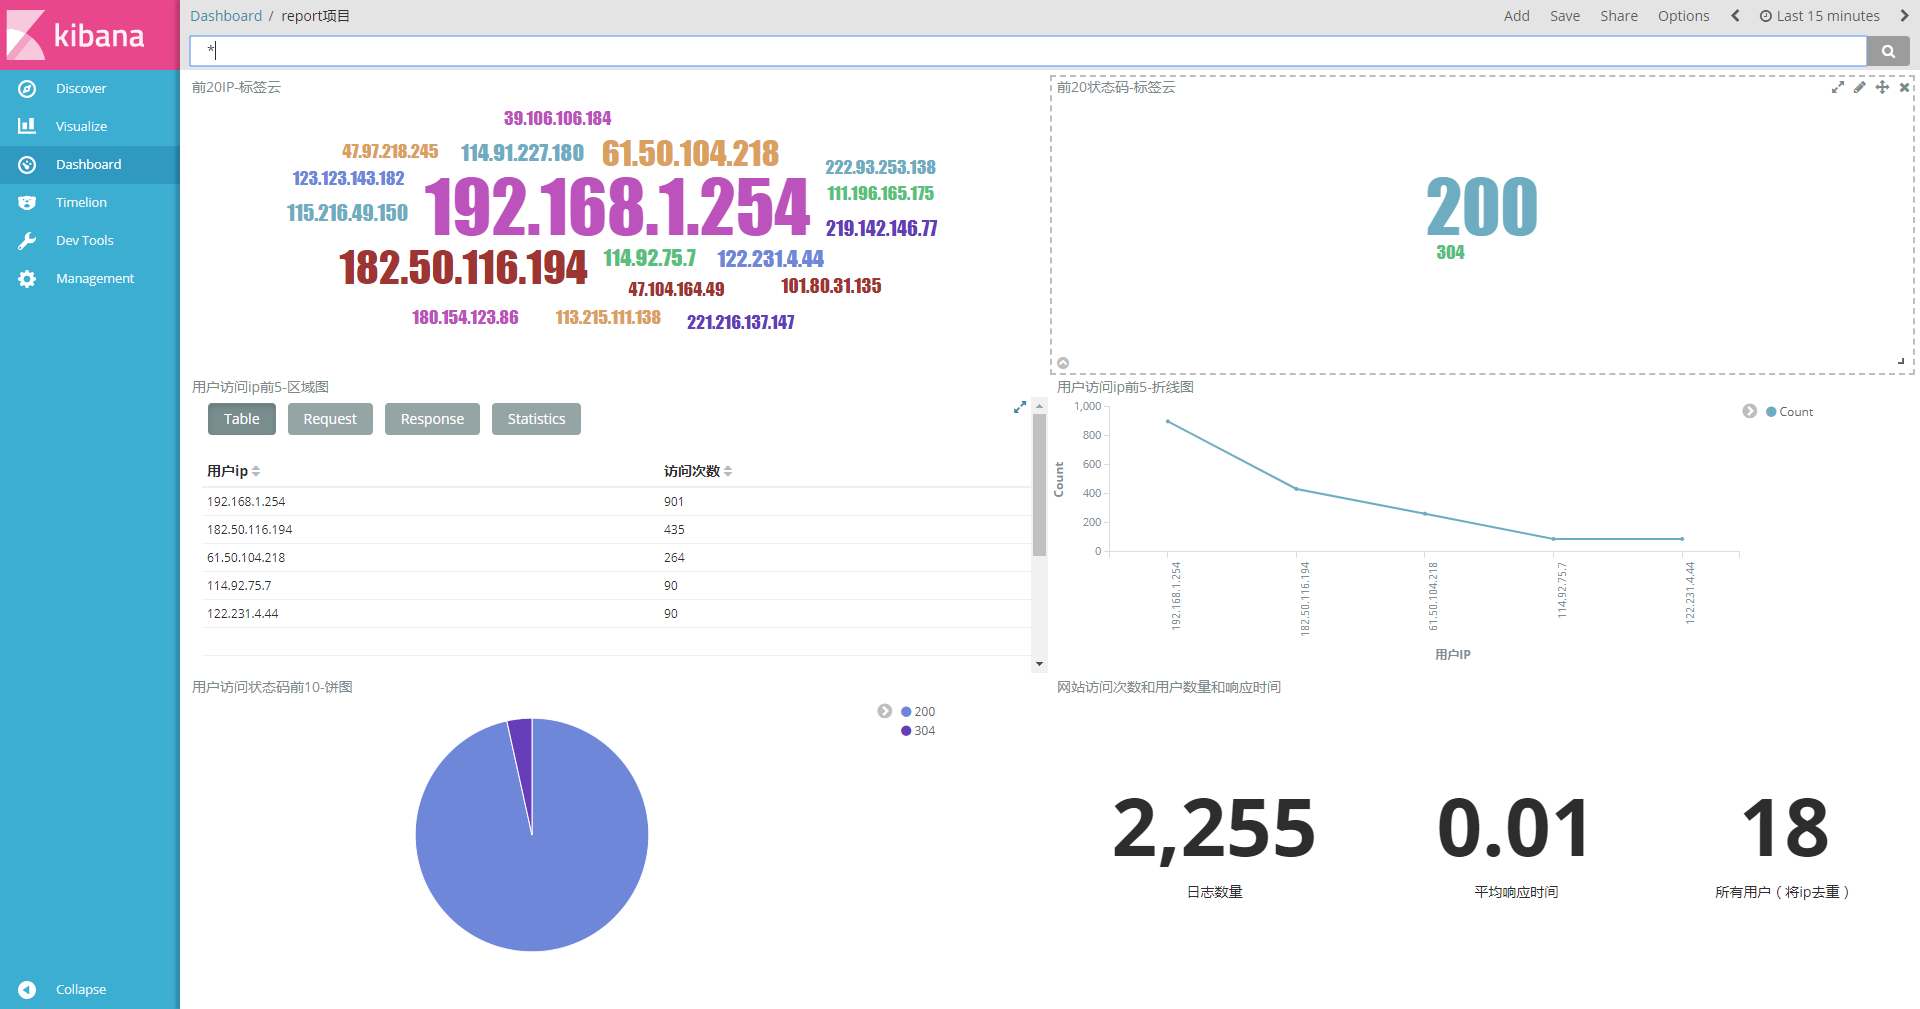 kibana
Discover
Visualize
Dashboard
Timelion
Dev Tools
Management
Collapse
Dashboard / report项目
Add Save Share Options Last 15 minutes
*
前20IP-标签云
39.106.106.184
47.97.218.245 114.91.227.180 61.50.104.218
222.93.253.138
123.123.143.182 192.168.1.254 111.196.165.175
115.216.49.150 219.142.146.77
182.50.116.194 114.92.75.7 122.231.4.44
47.104.164.49 101.80.31.135
180.154.123.86 113.215.111.138 221.216.137.147
前20状态码-标签云
200
304
用户访问ip前5-区域图
Table Request Response Statistics
用户ip 访问次数
192.168.1.254 901
182.50.116.194 435
61.50.104.218 264
114.92.75.7 90
122.231.4.44 90
用户访问ip前5-折线图
Count
1,000
800
600
400
200
0
Count
192.168.1.254
182.50.116.194
61.50.104.218
114.92.75.7
122.231.4.44
用户IP
用户访问状态码前10-饼图
200
304
网站访问次数和用户数量和响应时间
2,255 0.01 18
日志数量 平均响应时间 所有用户（将ip去重）